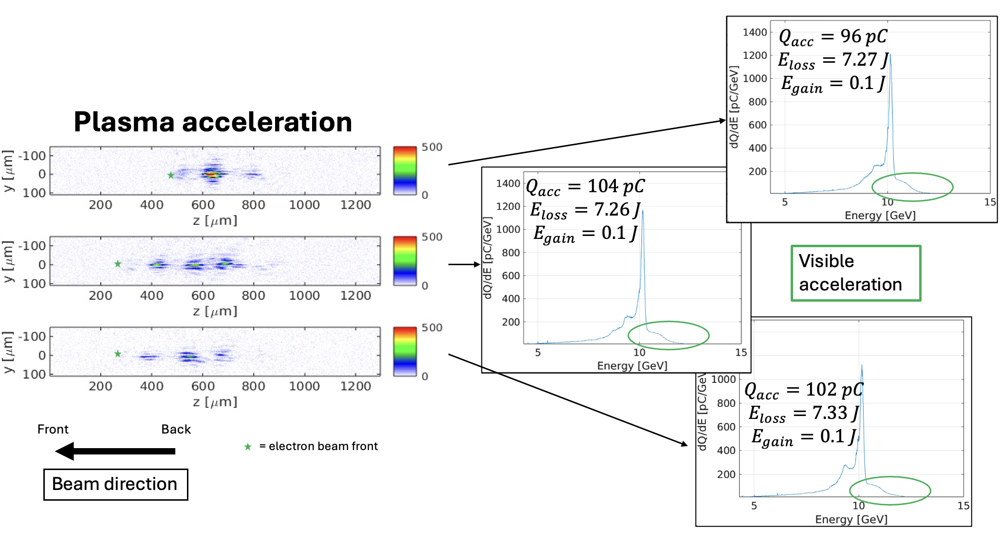 Plasma acceleration
-100
0
100
y [μm]
200 400 600 800 1000 1200
z [μm]
500
0
-100
0
100
y [μm]
200 400 600 800 1000 1200
z [μm]
500
0
-100
0
100
y [μm]
200 400 600 800 1000 1200
z [μm]
500
0
Front Back
Beam direction
★ = electron beam front
1400
1200
1000
800
600
400
200
dQ/dE [pC/GeV]
Q_acc = 96 pC
E_loss = 7.27 J
E_gain = 0.1 J
5 10 15
Energy [GeV]
1400
1200
1000
800
600
400
200
dQ/dE [pC/GeV]
Q_acc = 104 pC
E_loss = 7.26 J
E_gain = 0.1 J
5 10 15
Energy [GeV]
Visible
acceleration
1000
800
600
400
200
dQ/dE [pC/GeV
Q_acc = 102 pC
E_loss = 7.33 J
E_gain = 0.1 J
5 10 15
Energy [GeV]